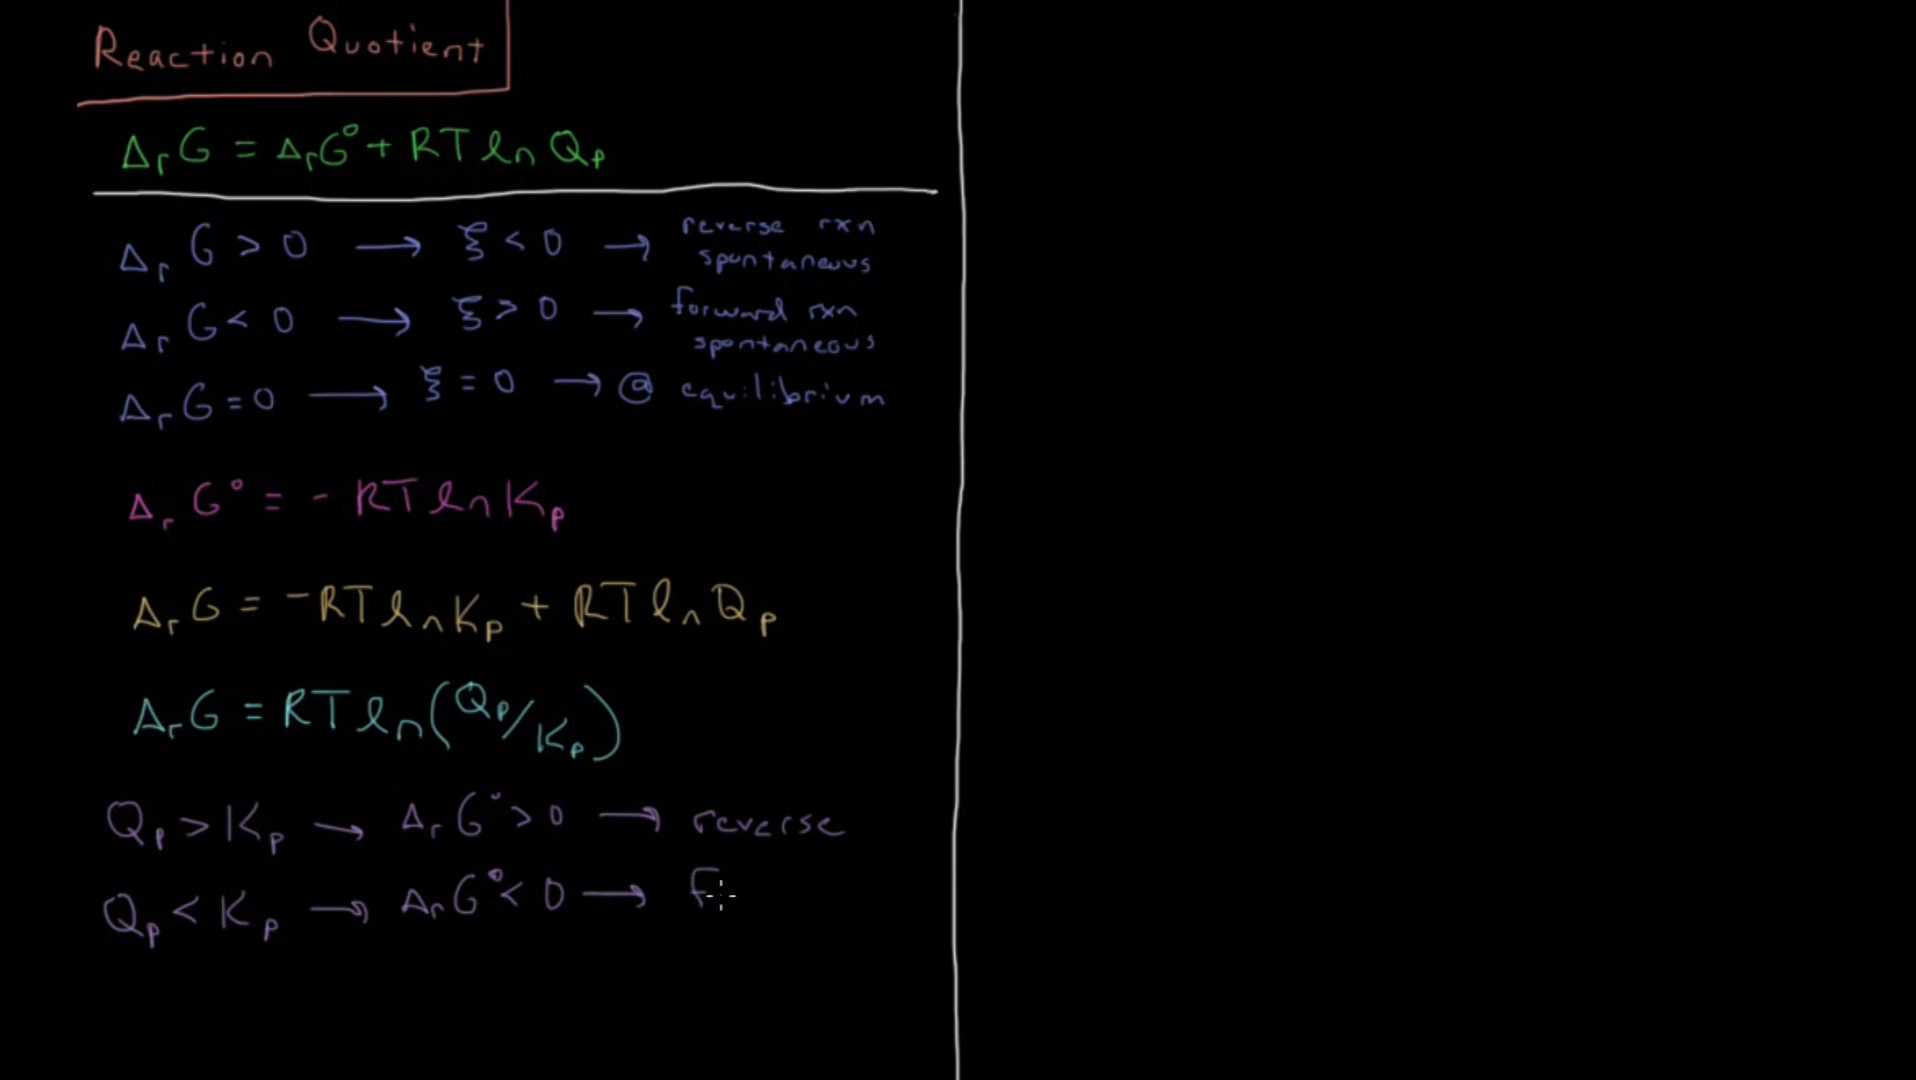 Reaction Quotient
ΔᵣG = ΔᵣG° + RT ln Qₚ
ΔᵣG > 0 → ξ < 0 → reverse rxn
spontaneous
ΔᵣG < 0 → ξ > 0 → forward rxn
spontaneous
ΔᵣG = 0 → ξ = 0 → @ equilibrium
ΔᵣG° = - RT ln Kₚ
ΔᵣG = -RT ln Kₚ + RT ln Qₚ
ΔᵣG = RT ln(Qₚ/Kₚ)
Qₚ > Kₚ → ΔᵣG° > 0 → reverse
Qₚ < Kₚ → ΔᵣG° < 0 → F